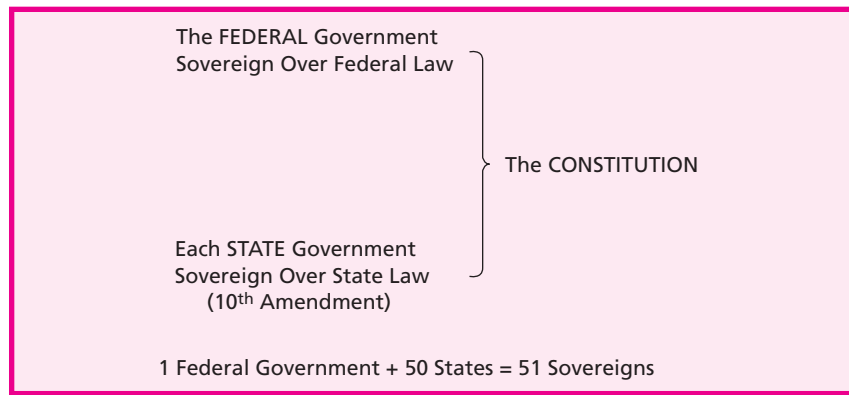 The FEDERAL Government
Sovereign Over Federal Law
The CONSTITUTION
Each STATE Government
Sovereign Over State Law
(10th Amendment)
1 Federal Government + 50 States = 51 Sovereigns